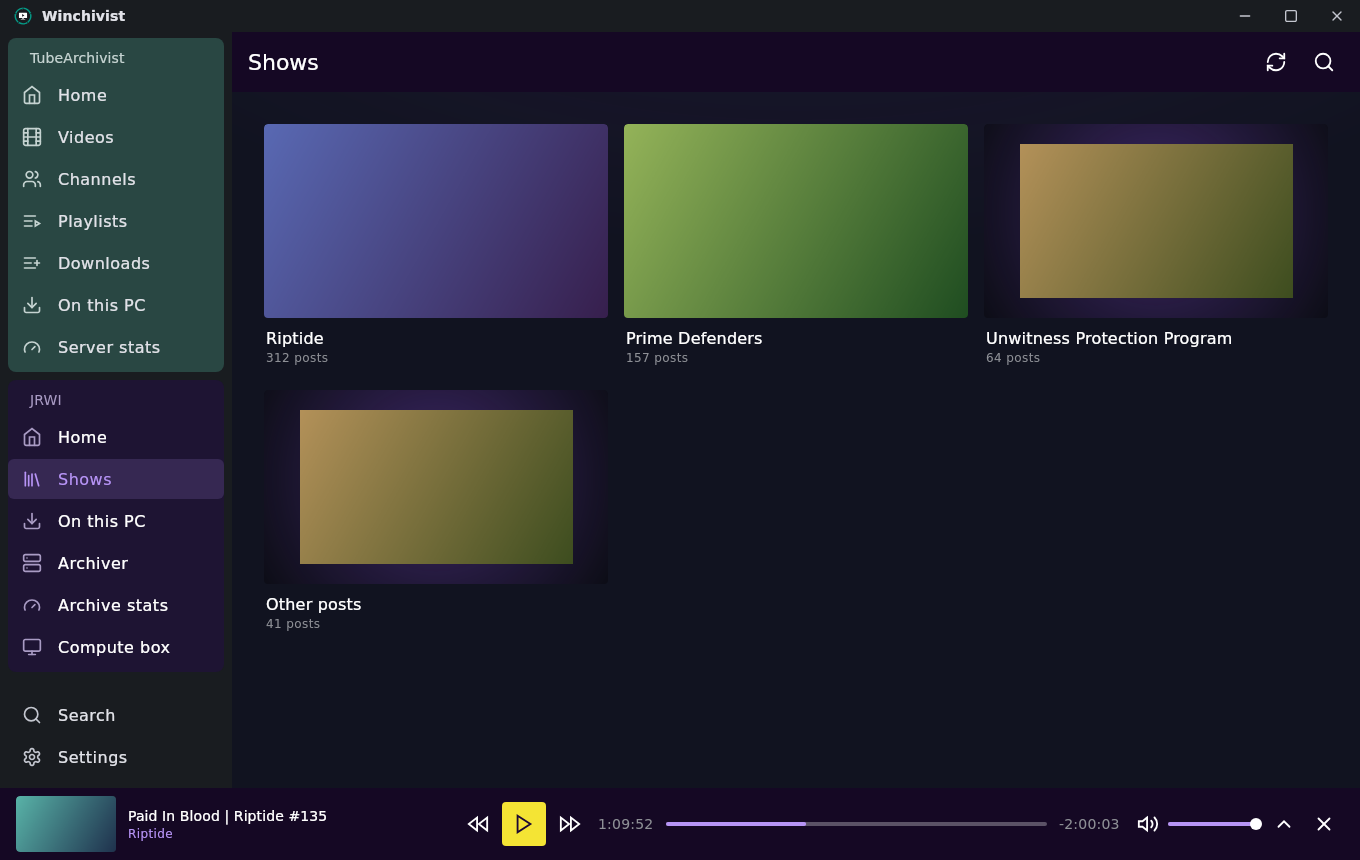 Winchivist
TubeArchivist
Home
Videos
Channels
Playlists
Downloads
On this PC
Server stats
JRWI
Home
Shows
On this PC
Archiver
Archive stats
Compute box
Search
Settings
Shows
Riptide
312 posts
Prime Defenders
157 posts
Unwitness Protection Program
64 posts
Other posts
41 posts
Paid In Blood | Riptide #135
Riptide
1:09:52
-2:00:03